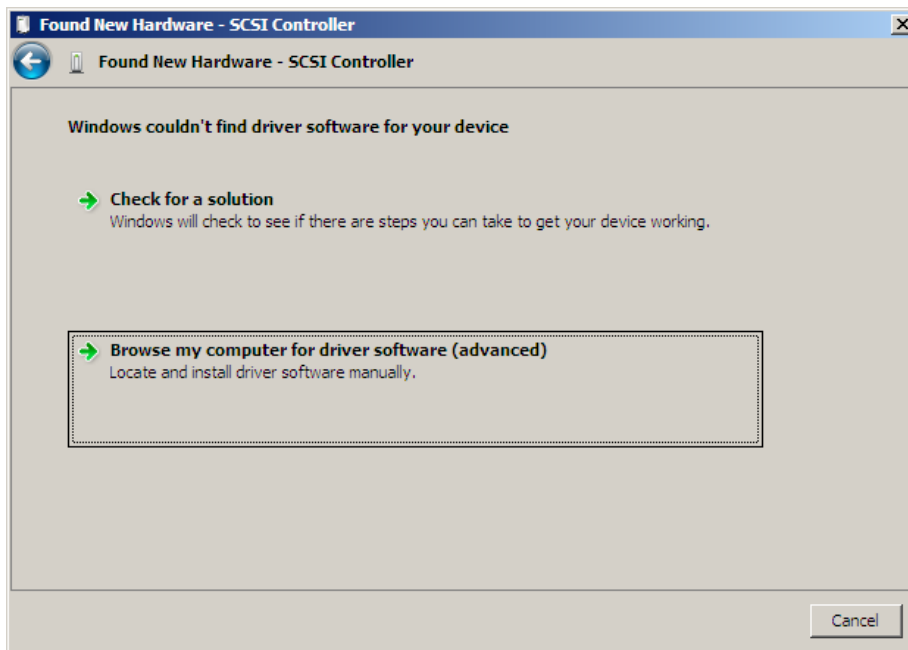 Found New Hardware - SCSI Controller
Found New Hardware - SCSI Controller
Windows couldn't find driver software for your device
Check for a solution
Windows will check to see if there are steps you can take to get your device working.
Browse my computer for driver software (advanced)
Locate and install driver software manually.
Cancel